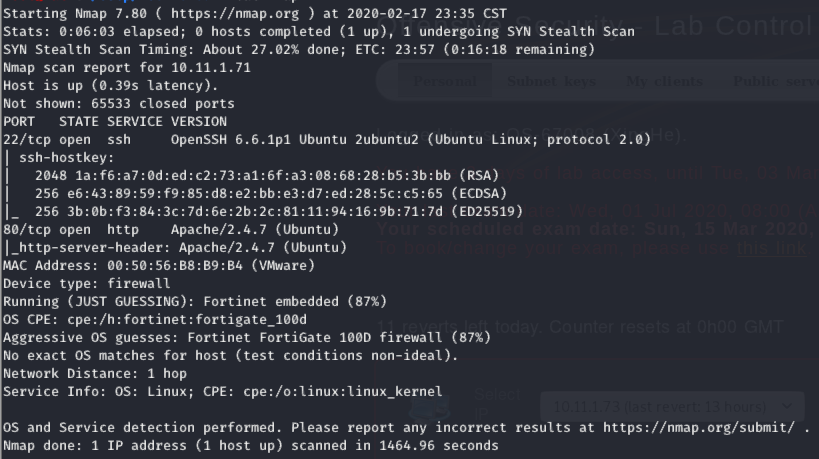 Starting Nmap 7.80 ( https://nmap.org ) at 2020-02-17 23:35 CST
Stats: 0:06:03 elapsed; 0 hosts completed (1 up), 1 undergoing SYN Stealth Scan
SYN Stealth Scan Timing: About 27.02% done; ETC: 23:57 (0:16:18 remaining)
Nmap scan report for 10.11.1.71
Host is up (0.39s latency).
Not shown: 65533 closed ports
PORT   STATE SERVICE VERSION
22/tcp open  ssh     OpenSSH 6.6.1p1 Ubuntu 2ubuntu2 (Ubuntu Linux; protocol 2.0)
| ssh-hostkey:
|   2048 1a:f6:a7:0d:ed:c2:73:a1:6f:a3:08:68:28:b5:3b:bb (RSA)
|   256 e6:43:89:59:f9:85:d8:e2:bb:e3:d7:ed:28:5c:c5:65 (ECDSA)
|_  256 3b:0b:f3:84:3c:7d:6e:2b:2c:81:11:94:16:9b:71:7d (ED25519)
80/tcp open  http    Apache/2.4.7 (Ubuntu)
|_http-server-header: Apache/2.4.7 (Ubuntu)
MAC Address: 00:50:56:B8:B9:B4 (VMware)
Device type: firewall
Running (JUST GUESSING): Fortinet embedded (87%)
OS CPE: cpe:/h:fortinet:fortigate_100d
Aggressive OS guesses: Fortinet FortiGate 100D firewall (87%)
No exact OS matches for host (test conditions non-ideal).
Network Distance: 1 hop
Service Info: OS: Linux; CPE: cpe:/o:linux:linux_kernel
OS and Service detection performed. Please report any incorrect results at https://nmap.org/submit/ .
Nmap done: 1 IP address (1 host up) scanned in 1464.96 seconds
Security - Lab Control
Personal Subnet keys My clients Public
Your scheduled exam date: Sun, 15 Mar 2020,
To book/change your exam, please use this link
11 reverts left today. Counter resets at 0h00 GMT
Select
IP
10.11.1.73 (last revert: 13 hours)